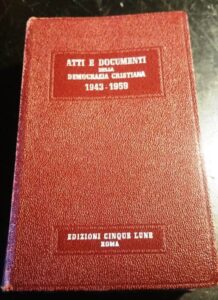 ATTI E DOCUMENTI
DELLA
DEMOCRAZIA CRISTIANA
1943-1959
EDIZIONI CINQUE LUNE
ROMA